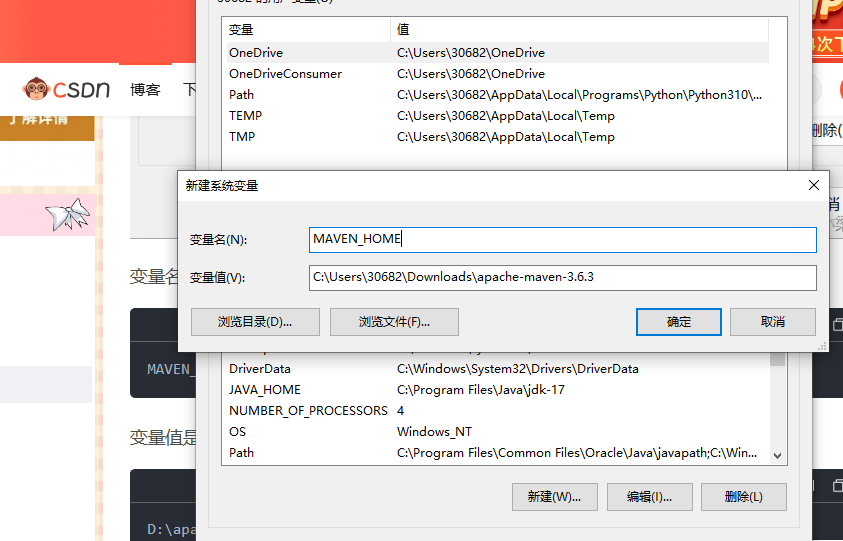 变量 值
OneDrive C:\Users\30682\OneDrive
OneDriveConsumer C:\Users\30682\OneDrive
Path C:\Users\30682\AppData\Local\Programs\Python\Python310\...
TEMP C:\Users\30682\AppData\Local\Temp
TMP C:\Users\30682\AppData\Local\Temp
CSDN 博客 下
了解详情
4次下
删除(
新建系统变量
变量名(N): MAVEN_HOME
变量值(V): C:\Users\30682\Downloads\apache-maven-3.6.3
浏览目录(D)... 浏览文件(F)... 确定 取消
消
变量名
MAVEN_
DriverData C:\Windows\System32\Drivers\DriverData
JAVA_HOME C:\Program Files\Java\jdk-17
NUMBER_OF_PROCESSORS 4
OS Windows_NT
Path C:\Program Files\Common Files\Oracle\Java\javapath;C:\Win...
变量值是
新建(W)... 编辑(I)... 删除(L)
D:\apa